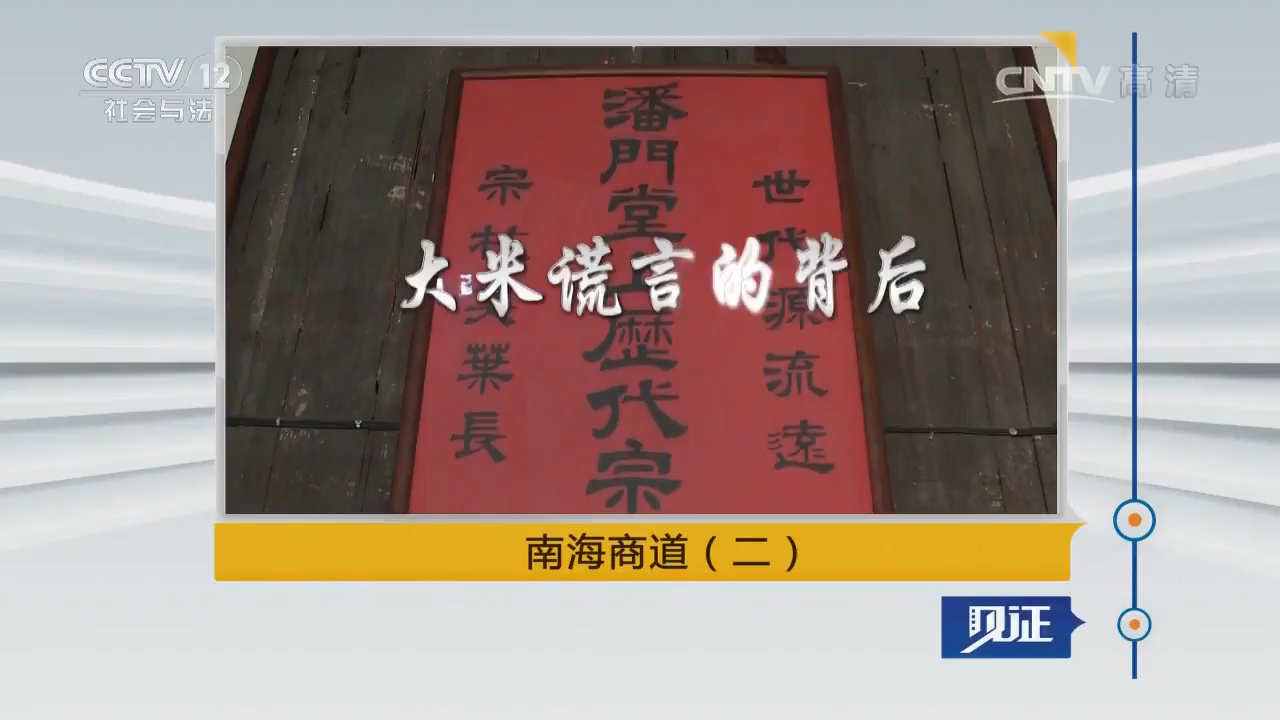 CCTV 12
社会与法
CNTV 高清
世代源流遠
潘門堂上歷代宗
宗枝奕葉長
大米谎言的背后
南海商道（二）
见证